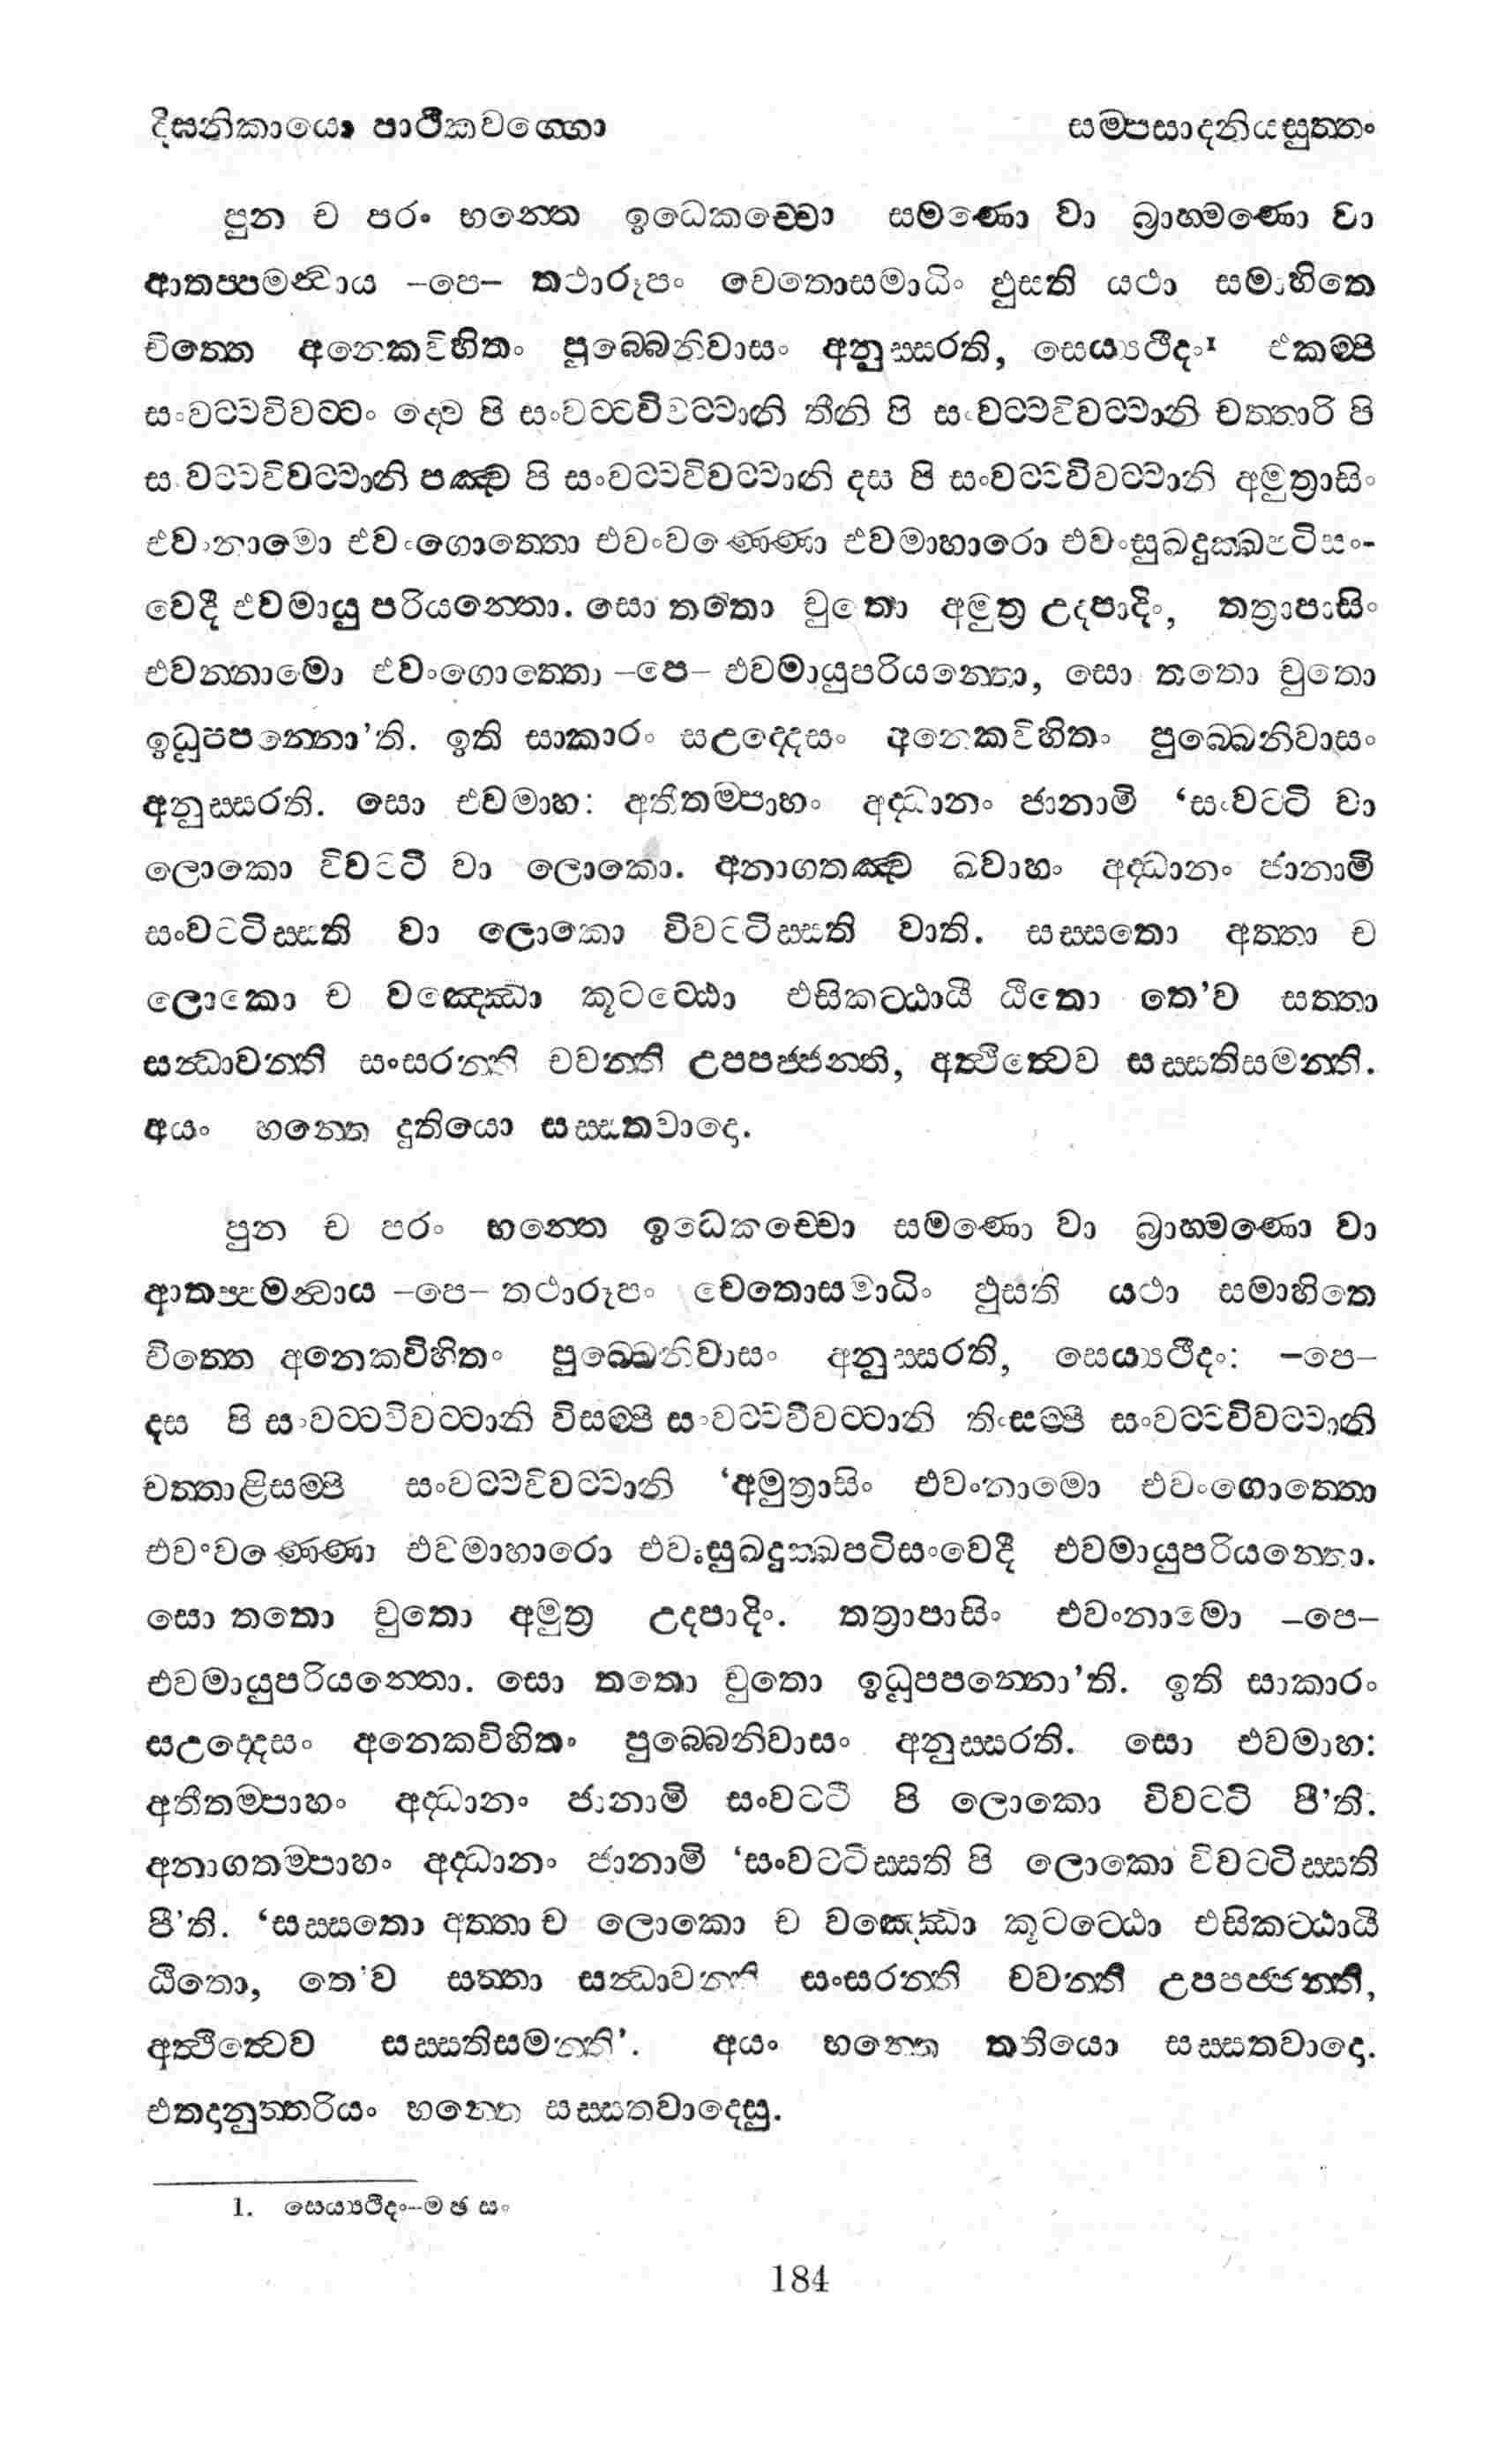 දීඝනිකායො පාථිකවග්ගො සම්පසාදනියසුත්තං
පුන ච පරං භන්තෙ ඉධෙකච්චො සමණො වා බ්‍රාහ්මණො වා
ආතප්පමන්වාය –පෙ– තථාරූපං චෙතොසමාධිං ඵුසති යථා සමාහිතෙ
චිත්තෙ අනෙකවිහිතං පුබ්බෙනිවාසං අනුස්සරති, සෙය්‍යථීදං¹ එකම්පි
සංවට්ටවිවට්ටං ද්වෙ පි සංවට්ටවිවට්ටානි තීනි පි සංවට්ටවිවට්ටානි චත්තාරි පි
සංවට්ටවිවට්ටානි පඤ්ච පි සංවට්ටවිවට්ටානි දස පි සංවට්ටවිවට්ටානි අමුත්‍රාසිං
එවංනාමො එවංගොත්තො එවංවණ්ණො එවමාහාරො එවංසුඛදුක්ඛපටිසං-
වෙදී එවමායු පරියන්තො. සො තතො චුතො අමුත්‍ර උදපාදිං, තත්‍රාපාසිං
එවන්නාමො එවංගොත්තො –පෙ– එවමායුපරියන්තො, සො තතො චුතො
ඉධූපපන්නො'ති. ඉති සාකාරං සඋද්දෙසං අනෙකවිහිතං පුබ්බෙනිවාසං
අනුස්සරති. සො එවමාහ: අතීතම්පාහං අද්ධානං ජානාමි ‘සංවට්ටි වා
ලොකො විවට්ටි වා ලොකො. අනාගතඤ්ච ඛ්වාහං අද්ධානං ජානාමි
සංවට්ටිස්සති වා ලොකො විවට්ටිස්සති වාති. සස්සතො අත්තා ච
ලොකො ච වඤ්ඣො කූටට්ඨො එසිකට්ඨායී ඨිතො තෙ'ව සත්තා
සන්ධාවන්ති සංසරන්ති චවන්ති උපපජ්ජන්ති, අත්ථිත්වෙව සස්සතිසමන්ති.
අයං හන්තෙ දුතියො සස්සතවාදො.
පුන ච පරං භන්තෙ ඉධෙකච්චො සමණො වා බ්‍රාහ්මණො වා
ආතප්පමන්වාය –පෙ– තථාරූපං චෙතොසමාධිං ඵුසති යථා සමාහිතෙ
චිත්තෙ අනෙකවිහිතං පුබ්බෙනිවාසං අනුස්සරති, සෙය්‍යථීදං: –පෙ–
දස පි සංවට්ටවිවට්ටානි විසම්පි සංවට්ටවිවට්ටානි තිංසම්පි සංවට්ටවිවට්ටානි
චත්තාළිසම්පි සංවට්ටවිවට්ටානි ‘අමුත්‍රාසිං එවංනාමො එවංගොත්තො
එවංවණ්ණො එවමාහාරො එවංසුඛදුක්ඛපටිසංවෙදී එවමායුපරියන්තො.
සො තතො චුතො අමුත්‍ර උදපාදිං. තත්‍රාපාසිං එවංනාමො –පෙ–
එවමායුපරියන්තො. සො තතො චුතො ඉධූපපන්නො'ති. ඉති සාකාරං
සඋද්දෙසං අනෙකවිහිතං පුබ්බෙනිවාසං අනුස්සරති. සො එවමාහ:
අතීතම්පාහං අද්ධානං ජානාමි සංවට්ටි පි ලොකො විවට්ටි පී'ති.
අනාගතම්පාහං අද්ධානං ජානාමි ‘සංවට්ටිස්සති පි ලොකො විවට්ටිස්සති
පී'ති. ‘සස්සතො අත්තා ච ලොකො ච වඤ්ඣො කූටට්ඨො එසිකට්ඨායී
ඨිතො, තෙ'ව සත්තා සන්ධාවන්ති සංසරන්ති චවන්ති උපපජ්ජන්ති,
අත්ථිත්වෙව සස්සතිසමන්ති’. අයං භන්තෙ තතියො සස්සතවාදො.
එතදානුත්තරියං භන්තෙ සස්සතවාදෙසු.
1. සෙය්‍යථීදං–ම ඡ සං
184